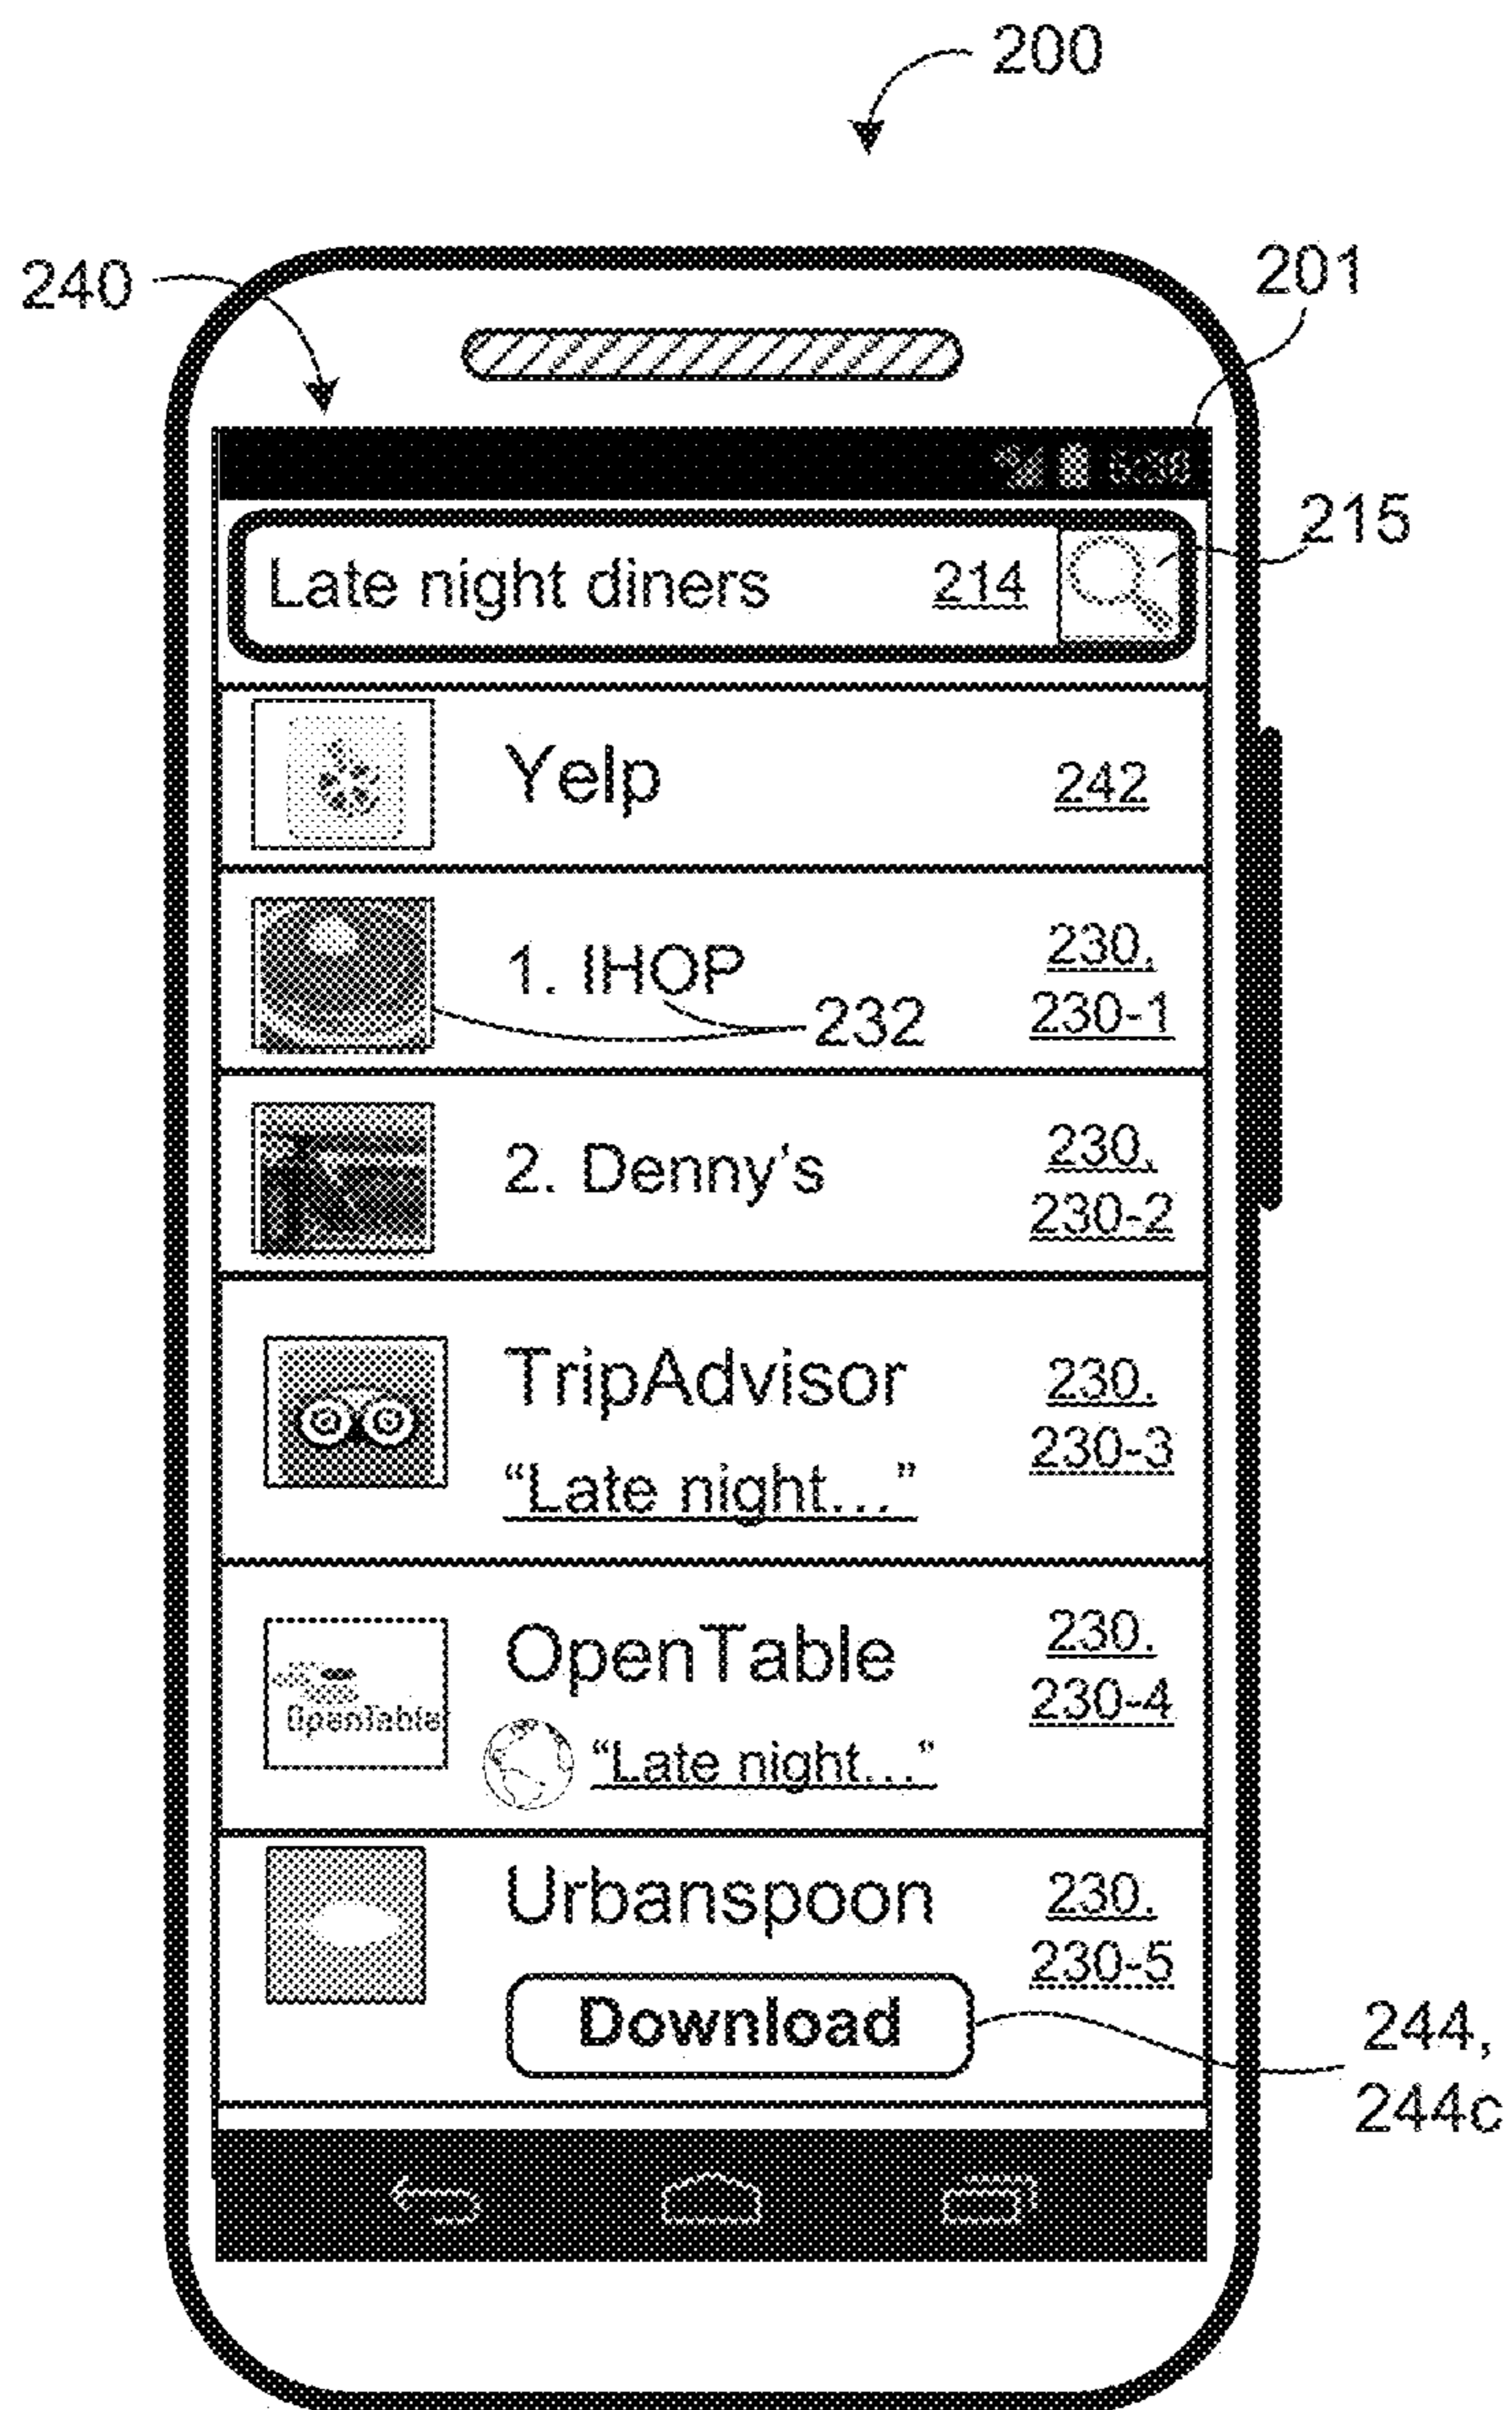 200
240
201
215
Late night diners 214
Yelp 242
1. IHOP
230,
230-1
232
2. Denny's
230,
230-2
TripAdvisor
"Late night..."
230,
230-3
OpenTable
OpenTable
"Late night..."
230,
230-4
Urbanspoon
230,
230-5
Download
244,
244c